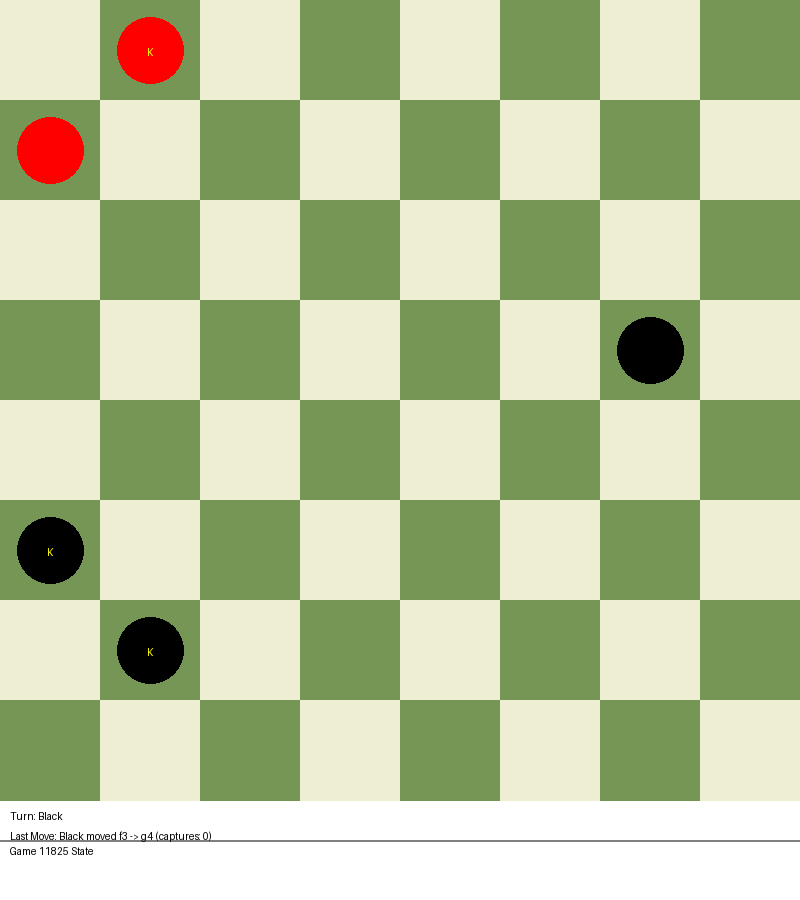 K
K
K
Turn: Black
Last Move: Black moved f3 -> g4 (captures: 0)
Game 11825 State